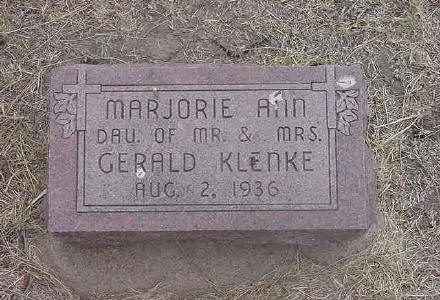 MARJORIE ANN
DAU. OF MR. & MRS.
GERALD KLENKE
AUG. 2, 1936